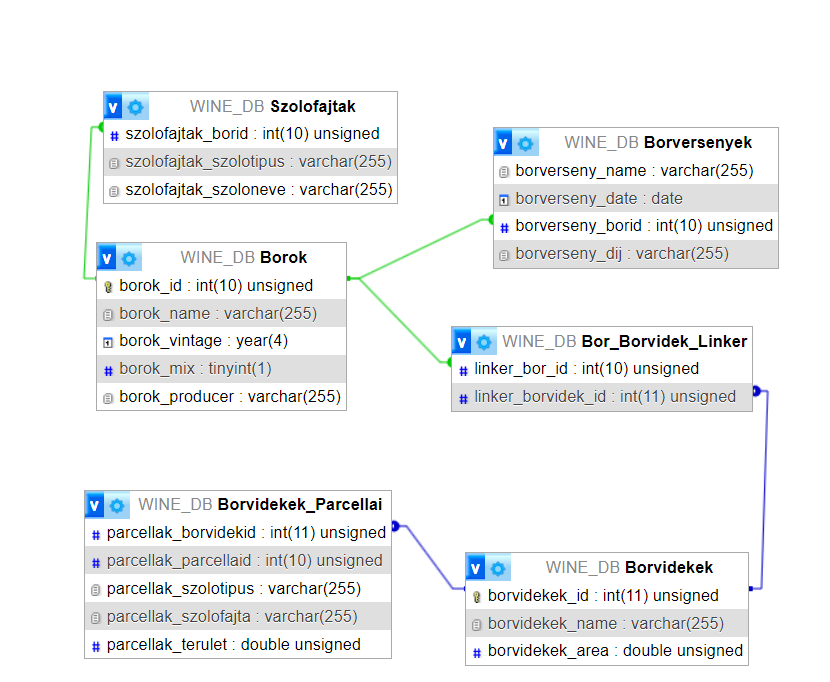 WINE_DB Szolofajtak
szolofajtak_borid : int(10) unsigned
szolofajtak_szolotipus : varchar(255)
szolofajtak_szoloneve : varchar(255)
WINE_DB Borversenyek
borverseny_name : varchar(255)
borverseny_date : date
borverseny_borid : int(10) unsigned
borverseny_dij : varchar(255)
WINE_DB Borok
borok_id : int(10) unsigned
borok_name : varchar(255)
borok_vintage : year(4)
borok_mix : tinyint(1)
borok_producer : varchar(255)
WINE_DB Bor_Borvidek_Linker
linker_bor_id : int(10) unsigned
linker_borvidek_id : int(11) unsigned
WINE_DB Borvidekek_Parcellai
parcellak_borvidekid : int(11) unsigned
parcellak_parcellaid : int(10) unsigned
parcellak_szolotipus : varchar(255)
parcellak_szolofajta : varchar(255)
parcellak_terulet : double unsigned
WINE_DB Borvidekek
borvidekek_id : int(11) unsigned
borvidekek_name : varchar(255)
borvidekek_area : double unsigned